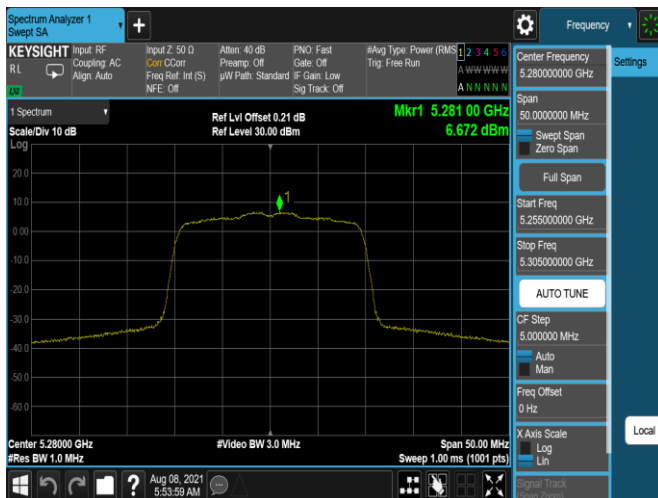 Spectrum Analyzer 1
Swept SA
+
Frequency
KEYSIGHT
RL
LXI
Input: RF
Coupling: AC
Align: Auto
Input Z: 50 Ω
Corr CCorr
Freq Ref: Int (S)
NFE: Off
Atten: 40 dB
Preamp: Off
µW Path: Standard
PNO: Fast
Gate: Off
IF Gain: Low
Sig Track: Off
#Avg Type: Power (RMS
Trig: Free Run
1 2 3 4 5 6
A W W W W W
A N N N N N
1 Spectrum
Scale/Div 10 dB
Log
Ref Lvl Offset 0.21 dB
Ref Level 30.00 dBm
Mkr1 5.281 00 GHz
6.672 dBm
20.0
10.0
0.00
-10.0
-20.0
-30.0
-40.0
-50.0
-60.0
1
Center 5.28000 GHz
#Res BW 1.0 MHz
#Video BW 3.0 MHz
Span 50.00 MHz
Sweep 1.00 ms (1001 pts)
?
Aug 08, 2021
5:53:59 AM
Center Frequency
5.280000000 GHz
Span
50.0000000 MHz
Swept Span
Zero Span
Full Span
Start Freq
5.255000000 GHz
Stop Freq
5.305000000 GHz
AUTO TUNE
CF Step
5.000000 MHz
Auto
Man
Freq Offset
0 Hz
X Axis Scale
Log
Lin
Signal Track
(Span Zoom)
Settings
Local